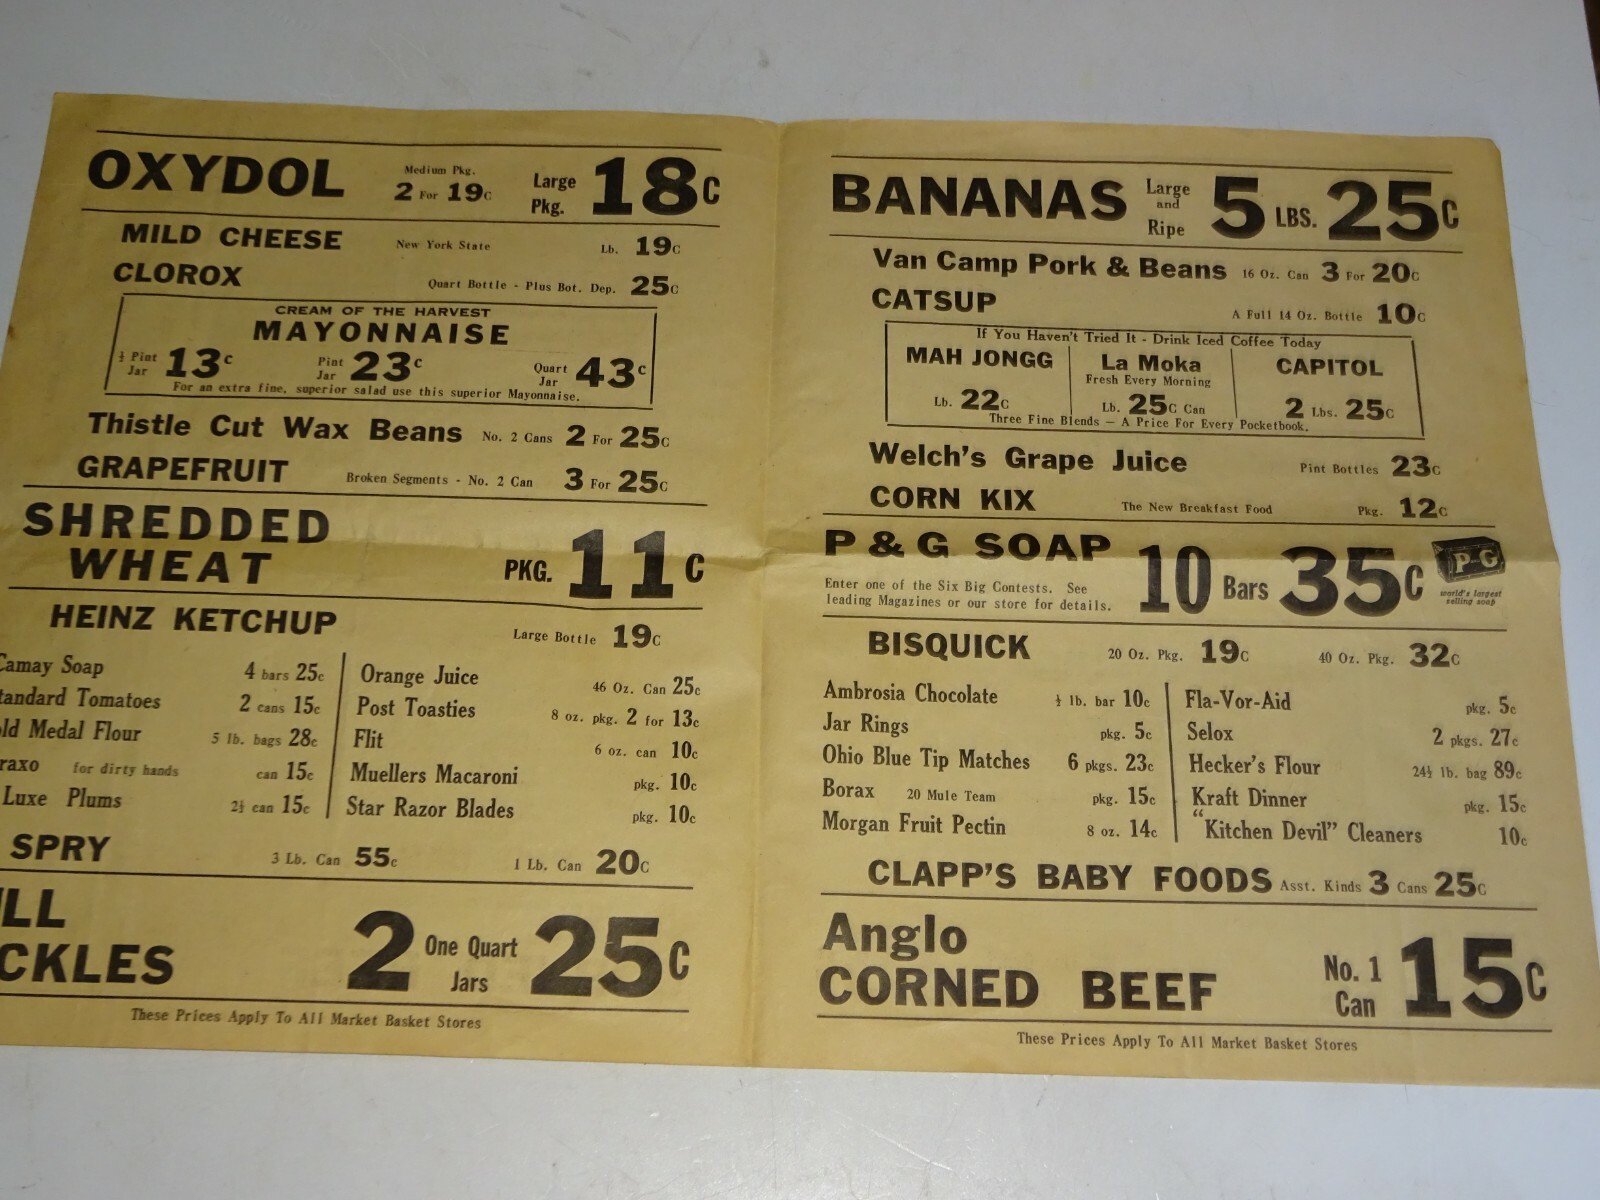 OXYDOL Medium Pkg. 2 For 19c Large Pkg. 18c
MILD CHEESE New York State Lb. 19c
CLOROX Quart Bottle - Plus Bot. Dep. 25c
CREAM OF THE HARVEST
MAYONNAISE
½ Pint Jar 13c Pint Jar 23c Quart Jar 43c
For an extra fine, superior salad use this superior Mayonnaise.
Thistle Cut Wax Beans No. 2 Cans 2 For 25c
GRAPEFRUIT Broken Segments - No. 2 Can 3 For 25c
SHREDDED
WHEAT PKG. 11c
HEINZ KETCHUP Large Bottle 19c
Camay Soap 4 bars 25c
tandard Tomatoes 2 cans 15c
ld Medal Flour 5 lb. bags 28c
raxo for dirty hands can 15c
Luxe Plums 2½ can 15c
Orange Juice 46 Oz. Can 25c
Post Toasties 8 oz. pkg. 2 for 13c
Flit 6 oz. can 10c
Muellers Macaroni pkg. 10c
Star Razor Blades pkg. 10c
SPRY 3 Lb. Can 55c 1 Lb. Can 20c
ILL
CKLES 2 One Quart Jars 25c
These Prices Apply To All Market Basket Stores
BANANAS Large and Ripe 5 LBS. 25c
Van Camp Pork & Beans 16 Oz. Can 3 For 20c
CATSUP A Full 14 Oz. Bottle 10c
If You Haven't Tried It - Drink Iced Coffee Today
MAH JONGG
Lb. 22c
La Moka
Fresh Every Morning
Lb. 25c Can
CAPITOL
2 Lbs. 25c
Three Fine Blends — A Price For Every Pocketbook.
Welch's Grape Juice Pint Bottles 23c
CORN KIX The New Breakfast Food Pkg. 12c
P & G SOAP 10 Bars 35c
Enter one of the Six Big Contests. See
leading Magazines or our store for details.
P-G
world's largest
selling soap
BISQUICK 20 Oz. Pkg. 19c 40 Oz. Pkg. 32c
Ambrosia Chocolate ½ lb. bar 10c
Jar Rings pkg. 5c
Ohio Blue Tip Matches 6 pkgs. 23c
Borax 20 Mule Team pkg. 15c
Morgan Fruit Pectin 8 oz. 14c
Fla-Vor-Aid pkg. 5c
Selox 2 pkgs. 27c
Hecker's Flour 24½ lb. bag 89c
Kraft Dinner pkg. 15c
"Kitchen Devil" Cleaners 10c
CLAPP'S BABY FOODS Asst. Kinds 3 Cans 25c
Anglo
CORNED BEEF No. 1 Can 15c
These Prices Apply To All Market Basket Stores